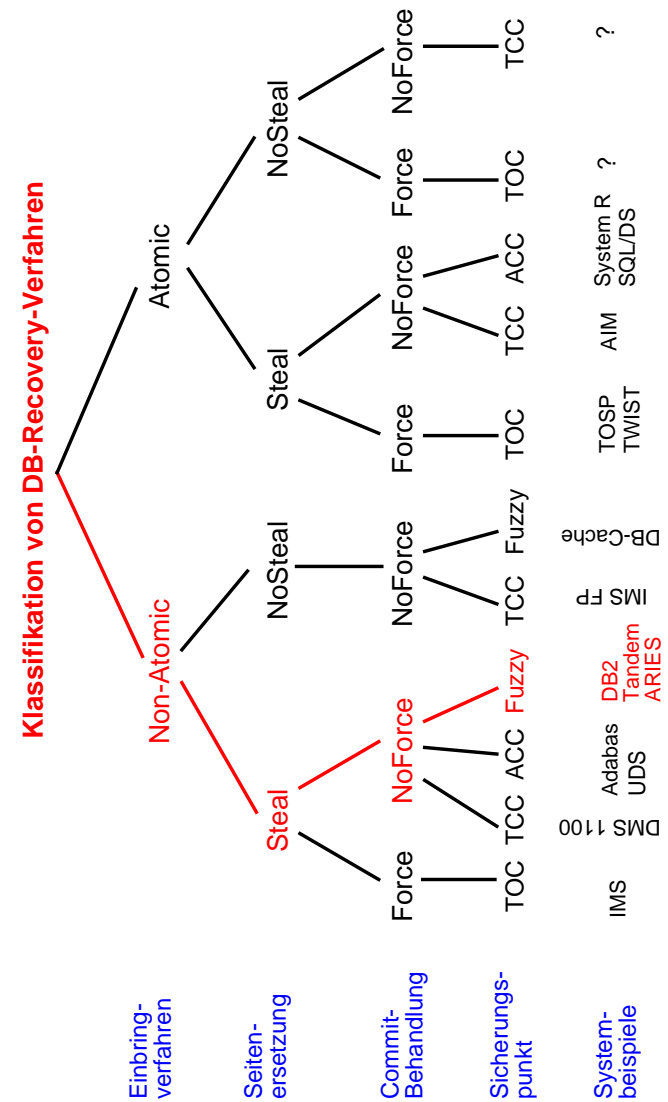 Klassifikation von DB-Recovery-Verfahren
Einbring-
verfahren
Non-Atomic
Atomic
Seiten-
ersetzung
Steal
NoSteal
Steal
NoSteal
Commit-
Behandlung
Force
NoForce
NoForce
Force
NoForce
Force
NoForce
Sicherungs-
punkt
TOC
TCC
ACC
Fuzzy
TCC
Fuzzy
TOC
TCC
ACC
TOC
TCC
System-
beispiele
IMS
DMS 1100
Adabas
UDS
DB2
Tandem
ARIES
IMS FP
DB-Cache
TOSP
TWIST
AIM
System R
SQL/DS
?
?